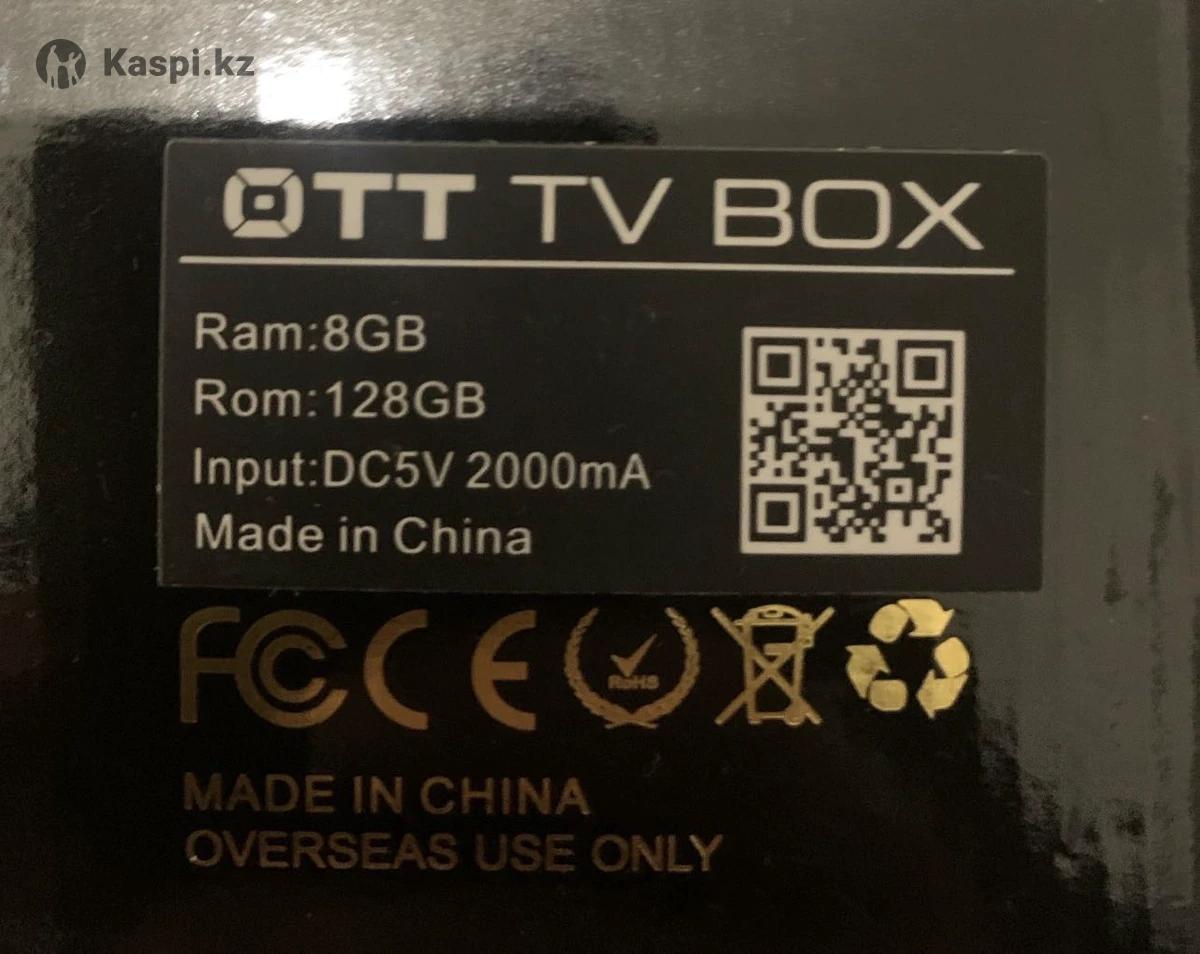 Kaspi.kz
OTT TV BOX
Ram:8GB
Rom:128GB
Input:DC5V 2000mA
Made in China
FC CE RoHS
MADE IN CHINA
OVERSEAS USE ONLY